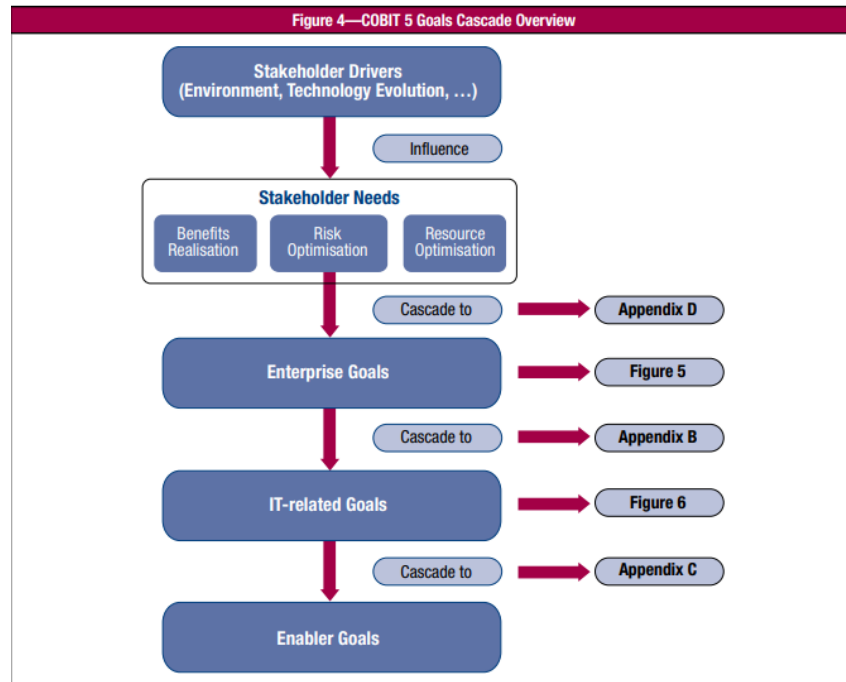 Figure 4—COBIT 5 Goals Cascade Overview
Stakeholder Drivers
(Environment, Technology Evolution, …)
Influence
Stakeholder Needs
Benefits
Realisation
Risk
Optimisation
Resource
Optimisation
Cascade to
Appendix D
Enterprise Goals
Figure 5
Cascade to
Appendix B
IT-related Goals
Figure 6
Cascade to
Appendix C
Enabler Goals